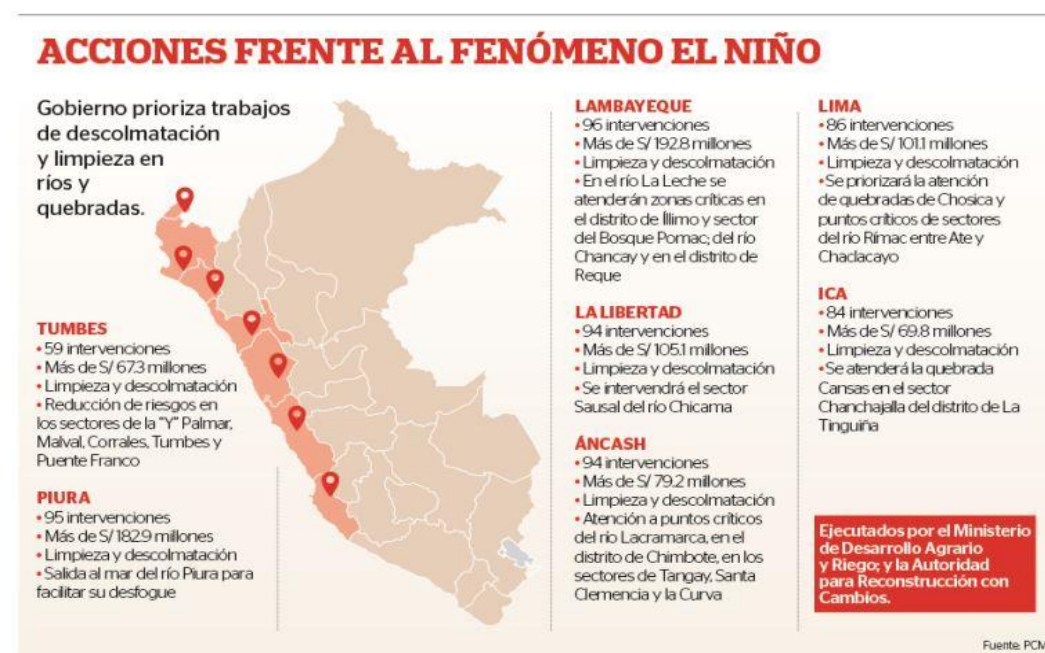 ACCIONES FRENTE AL FENÓMENO EL NIÑO
Gobierno prioriza trabajos
de descolmatación
y limpieza en
ríos y
quebradas.
TUMBES
• 59 intervenciones
• Más de S/ 67.3 millones
• Limpieza y descolmatación
• Reducción de riesgos en
los sectores de la "Y" Palmar,
Malval, Corrales, Tumbes y
Puente Franco
PIURA
• 95 intervenciones
• Más de S/ 182.9 millones
• Limpieza y descolmatación
• Salida al mar del río Piura para
facilitar su desfogue
LAMBAYEQUE
• 96 intervenciones
• Más de S/ 192.8 millones
• Limpieza y descolmatación
• En el río La Leche se
atenderán zonas críticas en
el distrito de Íllimo y sector
del Bosque Pomac; del río
Chancay y en el distrito de
Reque
LA LIBERTAD
• 94 intervenciones
• Más de S/ 105.1 millones
• Limpieza y descolmatación
• Se intervendrá el sector
Sausal del río Chicama
ÁNCASH
• 94 intervenciones
• Más de S/ 79.2 millones
• Limpieza y descolmatación
• Atención a puntos críticos
del río Lacramarca, en el
distrito de Chimbote, en los
sectores de Tangay, Santa
Clemencia y la Curva
LIMA
• 86 intervenciones
• Más de S/ 101.1 millones
• Limpieza y descolmatación
• Se priorizará la atención
de quebradas de Chosica y
puntos críticos de sectores
del río Rímac entre Ate y
Chaclacayo
ICA
• 84 intervenciones
• Más de S/ 69.8 millones
• Limpieza y descolmatación
• Se atenderá la quebrada
Cansas en el sector
Chanchajalla del distrito de La
Tinguiña
Ejecutados por el Ministerio
de Desarrollo Agrario
y Riego; y la Autoridad
para Reconstrucción con
Cambios.
Fuente: PCM